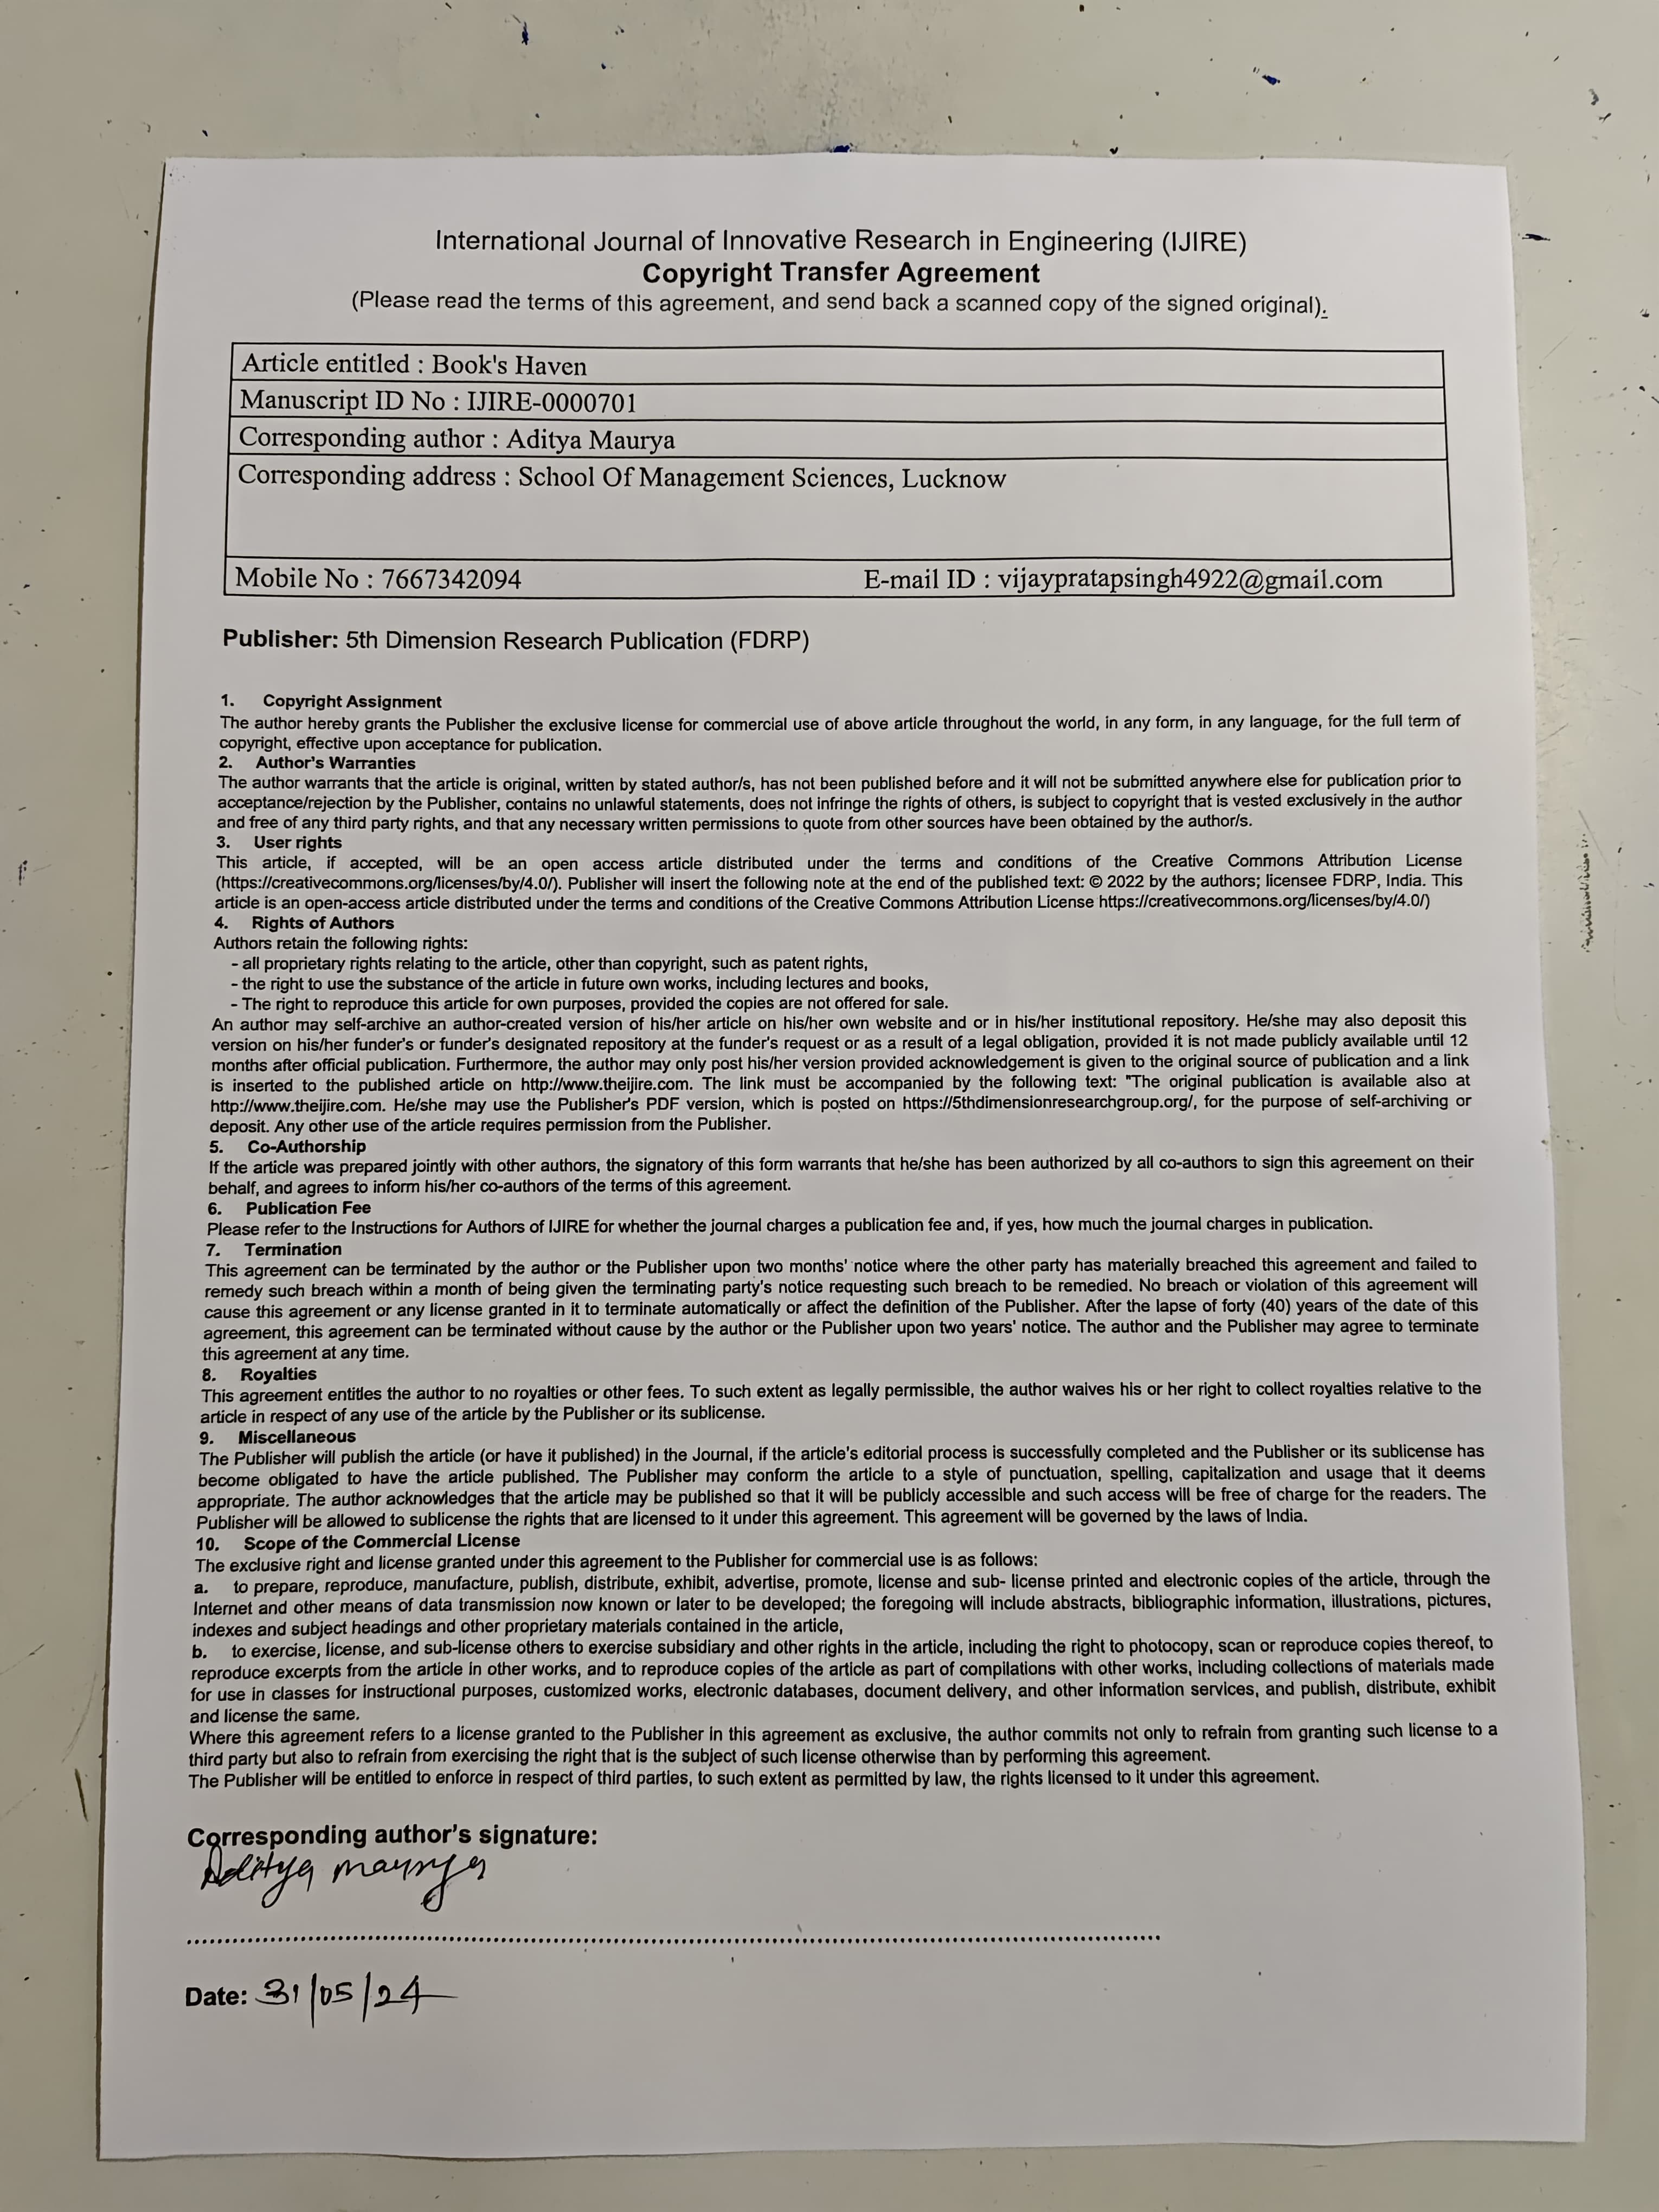 International Journal of Innovative Research in Engineering (IJIRE)
Copyright Transfer Agreement
(Please read the terms of this agreement, and send back a scanned copy of the signed original).
Article entitled : Book's Haven
Manuscript ID No : IJIRE-0000701
Corresponding author : Aditya Maurya
Corresponding address : School Of Management Sciences, Lucknow
Mobile No : 7667342094 E-mail ID : vijaypratapsingh4922@gmail.com
Publisher: 5th Dimension Research Publication (FDRP)
1. Copyright Assignment
The author hereby grants the Publisher the exclusive license for commercial use of above article throughout the world, in any form, in any language, for the full term of
copyright, effective upon acceptance for publication.
2. Author's Warranties
The author warrants that the article is original, written by stated author/s, has not been published before and it will not be submitted anywhere else for publication prior to
acceptance/rejection by the Publisher, contains no unlawful statements, does not infringe the rights of others, is subject to copyright that is vested exclusively in the author
and free of any third party rights, and that any necessary written permissions to quote from other sources have been obtained by the author/s.
3. User rights
This article, if accepted, will be an open access article distributed under the terms and conditions of the Creative Commons Attribution License
(https://creativecommons.org/licenses/by/4.0/). Publisher will insert the following note at the end of the published text: © 2022 by the authors; licensee FDRP, India. This
article is an open-access article distributed under the terms and conditions of the Creative Commons Attribution License https://creativecommons.org/licenses/by/4.0/)
4. Rights of Authors
Authors retain the following rights:
- all proprietary rights relating to the article, other than copyright, such as patent rights,
- the right to use the substance of the article in future own works, including lectures and books,
- The right to reproduce this article for own purposes, provided the copies are not offered for sale.
An author may self-archive an author-created version of his/her article on his/her own website and or in his/her institutional repository. He/she may also deposit this
version on his/her funder's or funder's designated repository at the funder's request or as a result of a legal obligation, provided it is not made publicly available until 12
months after official publication. Furthermore, the author may only post his/her version provided acknowledgement is given to the original source of publication and a link
is inserted to the published article on http://www.theijire.com. The link must be accompanied by the following text: "The original publication is available also at
http://www.theijire.com. He/she may use the Publisher's PDF version, which is posted on https://5thdimensionresearchgroup.org/, for the purpose of self-archiving or
deposit. Any other use of the article requires permission from the Publisher.
5. Co-Authorship
If the article was prepared jointly with other authors, the signatory of this form warrants that he/she has been authorized by all co-authors to sign this agreement on their
behalf, and agrees to inform his/her co-authors of the terms of this agreement.
6. Publication Fee
Please refer to the Instructions for Authors of IJIRE for whether the journal charges a publication fee and, if yes, how much the journal charges in publication.
7. Termination
This agreement can be terminated by the author or the Publisher upon two months' notice where the other party has materially breached this agreement and failed to
remedy such breach within a month of being given the terminating party's notice requesting such breach to be remedied. No breach or violation of this agreement will
cause this agreement or any license granted in it to terminate automatically or affect the definition of the Publisher. After the lapse of forty (40) years of the date of this
agreement, this agreement can be terminated without cause by the author or the Publisher upon two years' notice. The author and the Publisher may agree to terminate
this agreement at any time.
8. Royalties
This agreement entitles the author to no royalties or other fees. To such extent as legally permissible, the author waives his or her right to collect royalties relative to the
article in respect of any use of the article by the Publisher or its sublicense.
9. Miscellaneous
The Publisher will publish the article (or have it published) in the Journal, if the article's editorial process is successfully completed and the Publisher or its sublicense has
become obligated to have the article published. The Publisher may conform the article to a style of punctuation, spelling, capitalization and usage that it deems
appropriate. The author acknowledges that the article may be published so that it will be publicly accessible and such access will be free of charge for the readers. The
Publisher will be allowed to sublicense the rights that are licensed to it under this agreement. This agreement will be governed by the laws of India.
10. Scope of the Commercial License
The exclusive right and license granted under this agreement to the Publisher for commercial use is as follows:
a. to prepare, reproduce, manufacture, publish, distribute, exhibit, advertise, promote, license and sub- license printed and electronic copies of the article, through the
Internet and other means of data transmission now known or later to be developed; the foregoing will include abstracts, bibliographic information, illustrations, pictures,
indexes and subject headings and other proprietary materials contained in the article,
b. to exercise, license, and sub-license others to exercise subsidiary and other rights in the article, including the right to photocopy, scan or reproduce copies thereof, to
reproduce excerpts from the article in other works, and to reproduce copies of the article as part of compilations with other works, including collections of materials made
for use in classes for instructional purposes, customized works, electronic databases, document delivery, and other information services, and publish, distribute, exhibit
and license the same.
Where this agreement refers to a license granted to the Publisher in this agreement as exclusive, the author commits not only to refrain from granting such license to a
third party but also to refrain from exercising the right that is the subject of such license otherwise than by performing this agreement.
The Publisher will be entitled to enforce in respect of third parties, to such extent as permitted by law, the rights licensed to it under this agreement.
Corresponding author's signature:
Aditya maurya
Date: 31/05/24